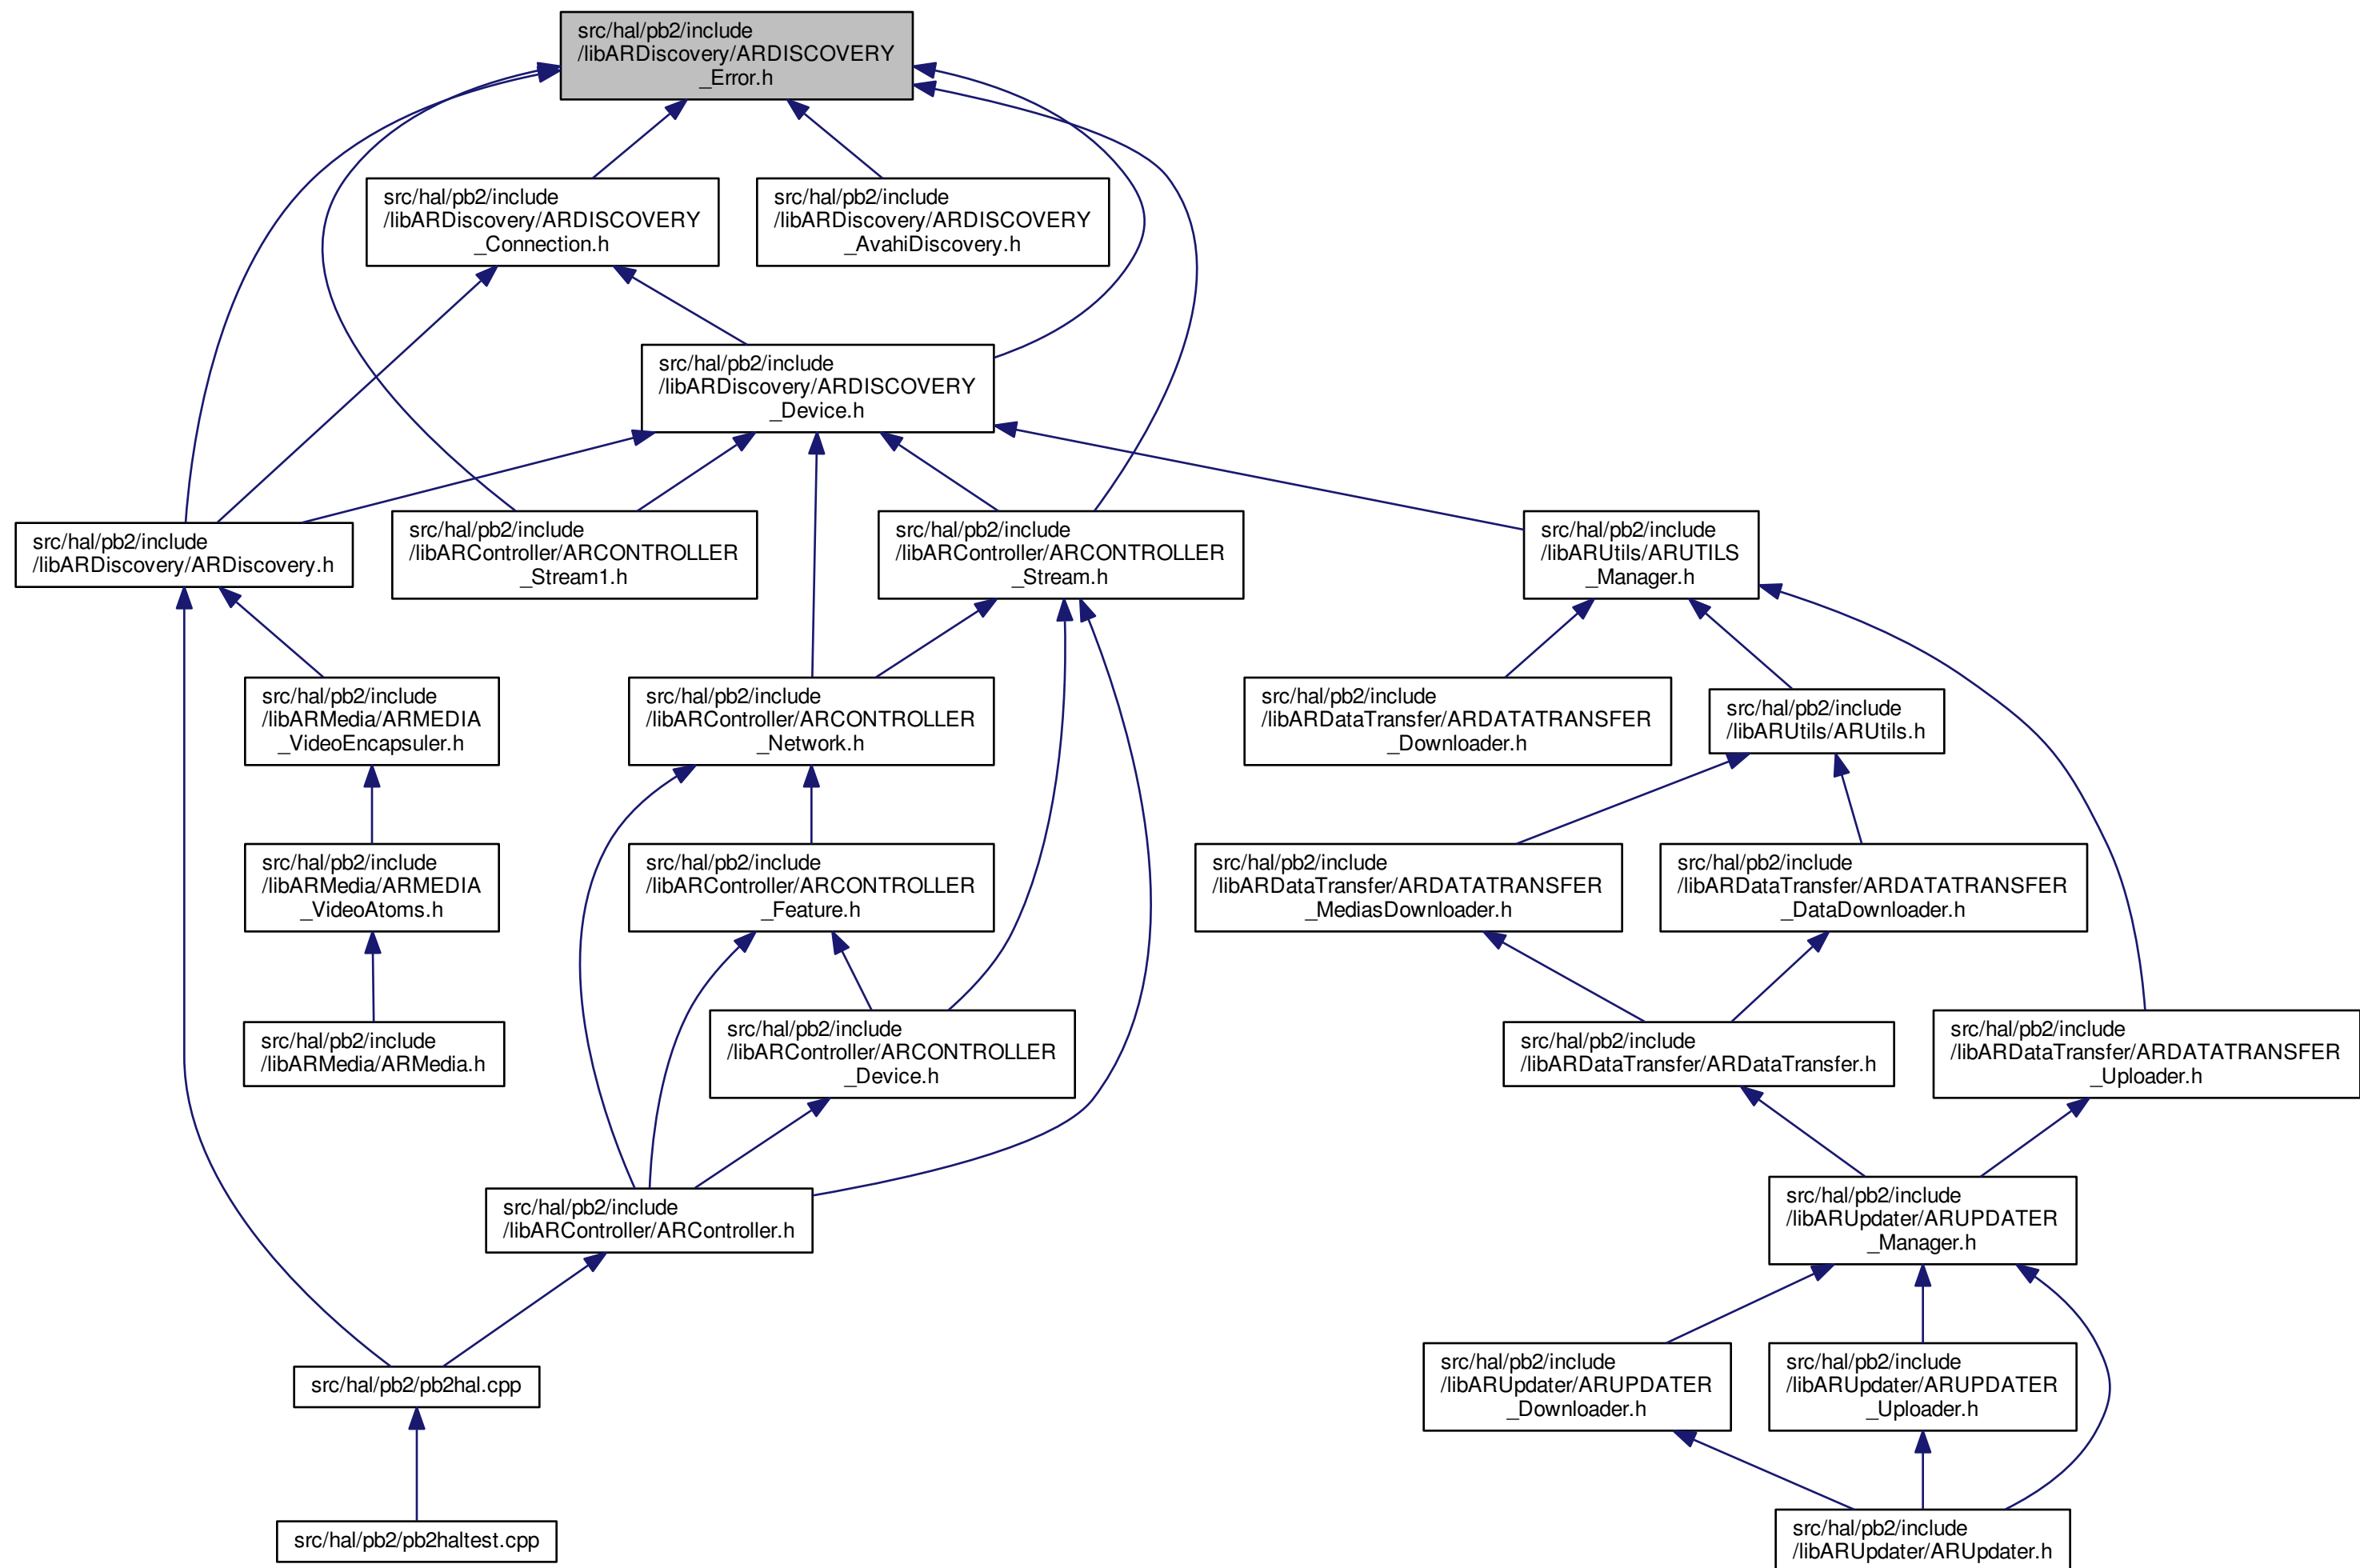 src/hal/pb2/include
/libARDiscovery/ARDISCOVERY
_Error.h
src/hal/pb2/include
/libARDiscovery/ARDISCOVERY
_Connection.h
src/hal/pb2/include
/libARDiscovery/ARDISCOVERY
_AvahiDiscovery.h
src/hal/pb2/include
/libARDiscovery/ARDISCOVERY
_Device.h
src/hal/pb2/include
/libARDiscovery/ARDiscovery.h
src/hal/pb2/include
/libARController/ARCONTROLLER
_Stream1.h
src/hal/pb2/include
/libARController/ARCONTROLLER
_Stream.h
src/hal/pb2/include
/libARUtils/ARUTILS
_Manager.h
src/hal/pb2/include
/libARMedia/ARMEDIA
_VideoEncapsuler.h
src/hal/pb2/include
/libARController/ARCONTROLLER
_Network.h
src/hal/pb2/include
/libARDataTransfer/ARDATATRANSFER
_Downloader.h
src/hal/pb2/include
/libARUtils/ARUtils.h
src/hal/pb2/include
/libARMedia/ARMEDIA
_VideoAtoms.h
src/hal/pb2/include
/libARController/ARCONTROLLER
_Feature.h
src/hal/pb2/include
/libARDataTransfer/ARDATATRANSFER
_MediasDownloader.h
src/hal/pb2/include
/libARDataTransfer/ARDATATRANSFER
_DataDownloader.h
src/hal/pb2/include
/libARMedia/ARMedia.h
src/hal/pb2/include
/libARController/ARCONTROLLER
_Device.h
src/hal/pb2/include
/libARDataTransfer/ARDataTransfer.h
src/hal/pb2/include
/libARDataTransfer/ARDATATRANSFER
_Uploader.h
src/hal/pb2/include
/libARController/ARController.h
src/hal/pb2/include
/libARUpdater/ARUPDATER
_Manager.h
src/hal/pb2/pb2hal.cpp
src/hal/pb2/include
/libARUpdater/ARUPDATER
_Downloader.h
src/hal/pb2/include
/libARUpdater/ARUPDATER
_Uploader.h
src/hal/pb2/pb2haltest.cpp
src/hal/pb2/include
/libARUpdater/ARUpdater.h